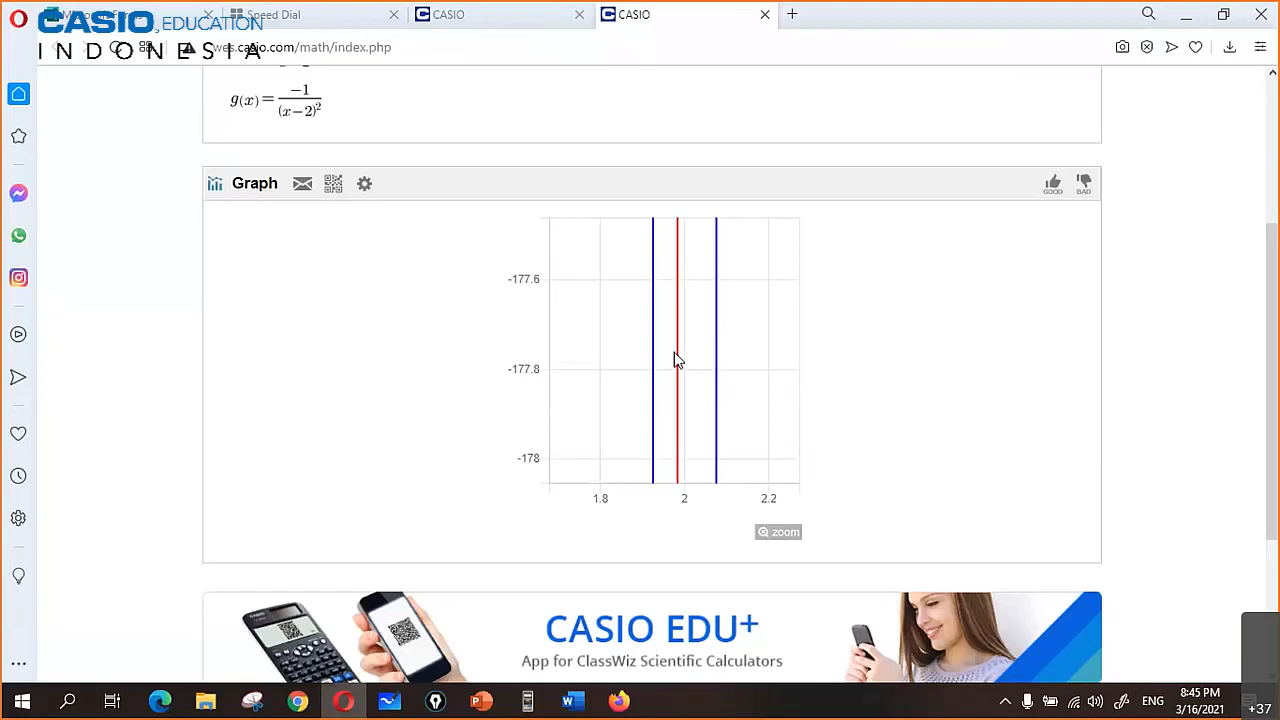 Speed Dial
CASIO
CASIO
CASIO EDUCATION
INDONESIA
wes.casio.com/math/index.php
g(x)=-1/(x-2)²
Graph
GOOD
BAD
-177.6
-177.8
-178
1.8
2
2.2
zoom
CASIO EDU+
App for ClassWiz Scientific Calculators
ENG
8:45 PM
3/16/2021
+37